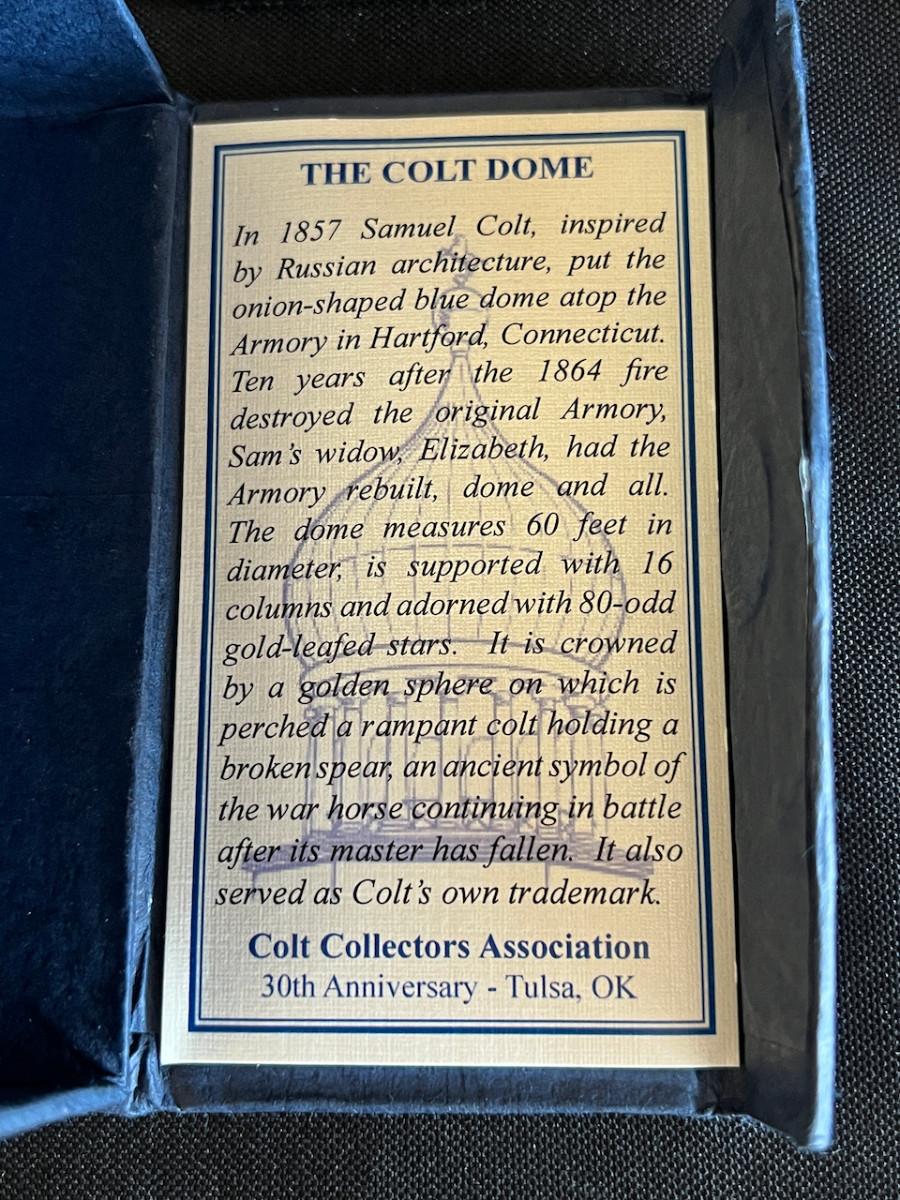 THE COLT DOME
In 1857 Samuel Colt, inspired
by Russian architecture, put the
onion-shaped blue dome atop the
Armory in Hartford, Connecticut.
Ten years after the 1864 fire
destroyed the original Armory,
Sam's widow, Elizabeth, had the
Armory rebuilt, dome and all.
The dome measures 60 feet in
diameter, is supported with 16
columns and adorned with 80-odd
gold-leafed stars. It is crowned
by a golden sphere on which is
perched a rampant colt holding a
broken spear, an ancient symbol of
the war horse continuing in battle
after its master has fallen. It also
served as Colt's own trademark.
Colt Collectors Association
30th Anniversary - Tulsa, OK